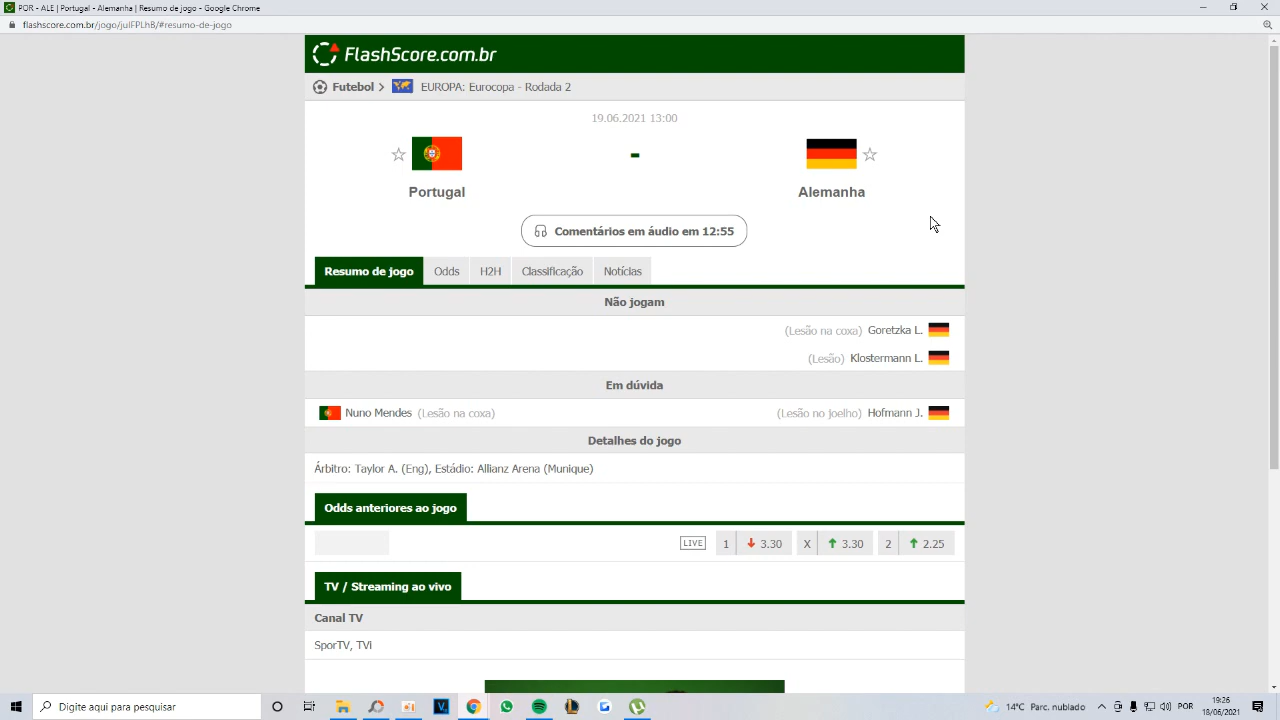 POR - ALE | Portugal - Alemanha | Resumo de jogo - Google Chrome
flashscore.com.br/jogo/juIFPLhB/#resumo-de-jogo
FlashScore.com.br
Futebol > EUROPA: Eurocopa - Rodada 2
19.06.2021 13:00
-
Portugal Alemanha
Comentários em áudio em 12:55
Resumo de jogo Odds H2H Classificação Notícias
Não jogam
(Lesão na coxa) Goretzka L.
(Lesão) Klostermann L.
Em dúvida
Nuno Mendes (Lesão na coxa) (Lesão no joelho) Hofmann J.
Detalhes do jogo
Árbitro: Taylor A. (Eng), Estádio: Allianz Arena (Munique)
Odds anteriores ao jogo
LIVE 1 3.30 X 3.30 2 2.25
TV / Streaming ao vivo
Canal TV
SporTV, TVI
Digite aqui para pesquisar 14°C Parc. nublado POR 19:26
18/06/2021